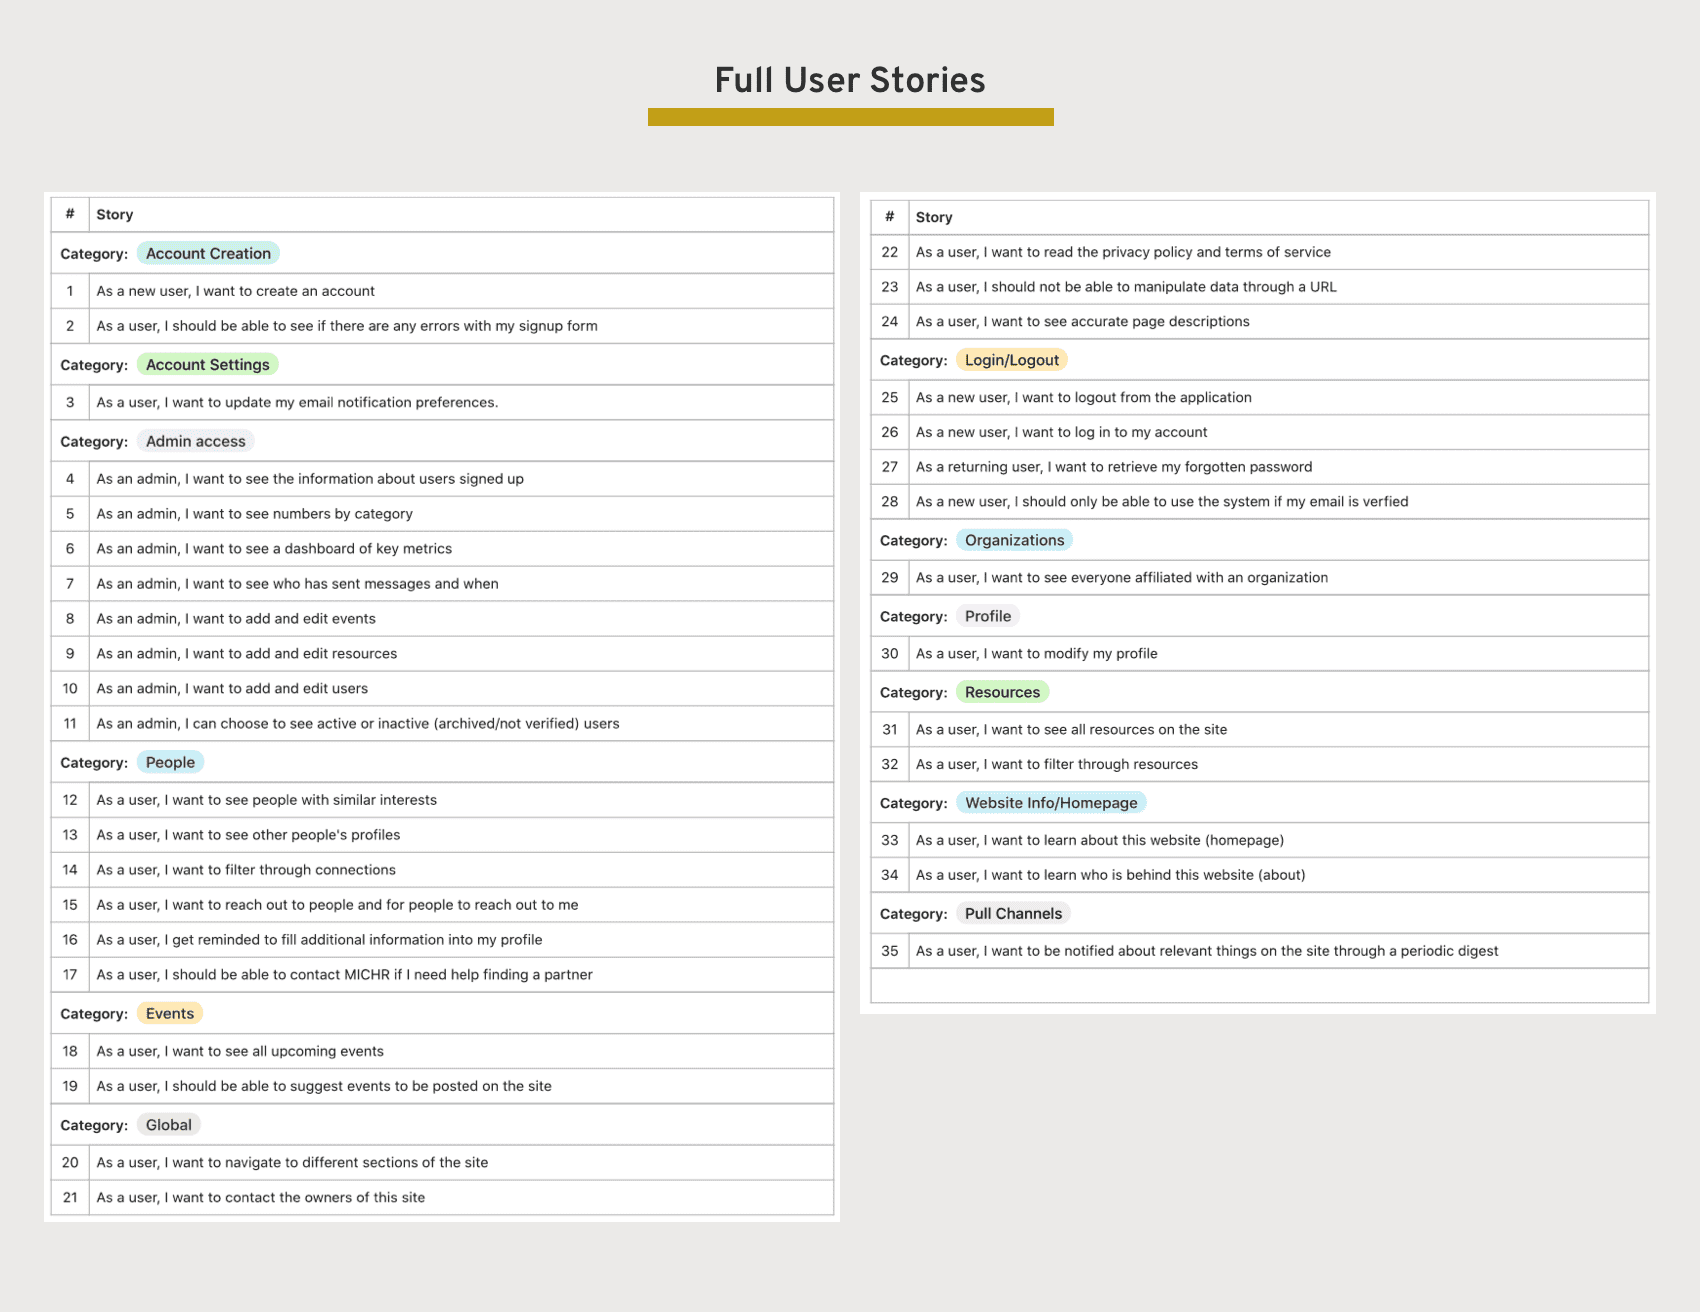 Full User Stories
# Story
Category: Account Creation
1 As a new user, I want to create an account
2 As a user, I should be able to see if there are any errors with my signup form
Category: Account Settings
3 As a user, I want to update my email notification preferences.
Category: Admin access
4 As an admin, I want to see the information about users signed up
5 As an admin, I want to see numbers by category
6 As an admin, I want to see a dashboard of key metrics
7 As an admin, I want to see who has sent messages and when
8 As an admin, I want to add and edit events
9 As an admin, I want to add and edit resources
10 As an admin, I want to add and edit users
11 As an admin, I can choose to see active or inactive (archived/not verified) users
Category: People
12 As a user, I want to see people with similar interests
13 As a user, I want to see other people's profiles
14 As a user, I want to filter through connections
15 As a user, I want to reach out to people and for people to reach out to me
16 As a user, I get reminded to fill additional information into my profile
17 As a user, I should be able to contact MICHR if I need help finding a partner
Category: Events
18 As a user, I want to see all upcoming events
19 As a user, I should be able to suggest events to be posted on the site
Category: Global
20 As a user, I want to navigate to different sections of the site
21 As a user, I want to contact the owners of this site
# Story
22 As a user, I want to read the privacy policy and terms of service
23 As a user, I should not be able to manipulate data through a URL
24 As a user, I want to see accurate page descriptions
Category: Login/Logout
25 As a new user, I want to logout from the application
26 As a new user, I want to log in to my account
27 As a returning user, I want to retrieve my forgotten password
28 As a new user, I should only be able to use the system if my email is verfied
Category: Organizations
29 As a user, I want to see everyone affiliated with an organization
Category: Profile
30 As a user, I want to modify my profile
Category: Resources
31 As a user, I want to see all resources on the site
32 As a user, I want to filter through resources
Category: Website Info/Homepage
33 As a user, I want to learn about this website (homepage)
34 As a user, I want to learn who is behind this website (about)
Category: Pull Channels
35 As a user, I want to be notified about relevant things on the site through a periodic digest